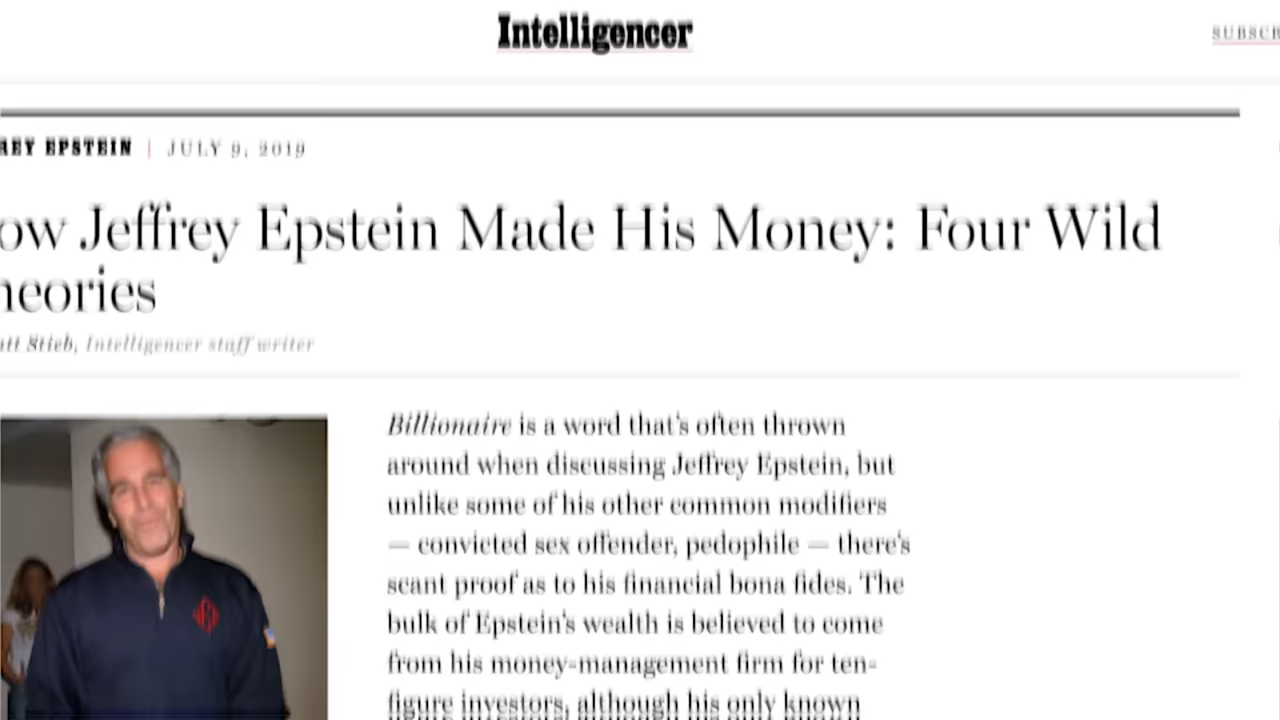 Intelligencer
SUBSCR
REY EPSTEIN | JULY 9, 2019
ow Jeffrey Epstein Made His Money: Four Wild
heories
att Stieb, Intelligencer staff writer
Billionaire is a word that's often thrown
around when discussing Jeffrey Epstein, but
unlike some of his other common modifiers
— convicted sex offender, pedophile — there's
scant proof as to his financial bona fides. The
bulk of Epstein's wealth is believed to come
from his money-management firm for ten-
figure investors, although his only known